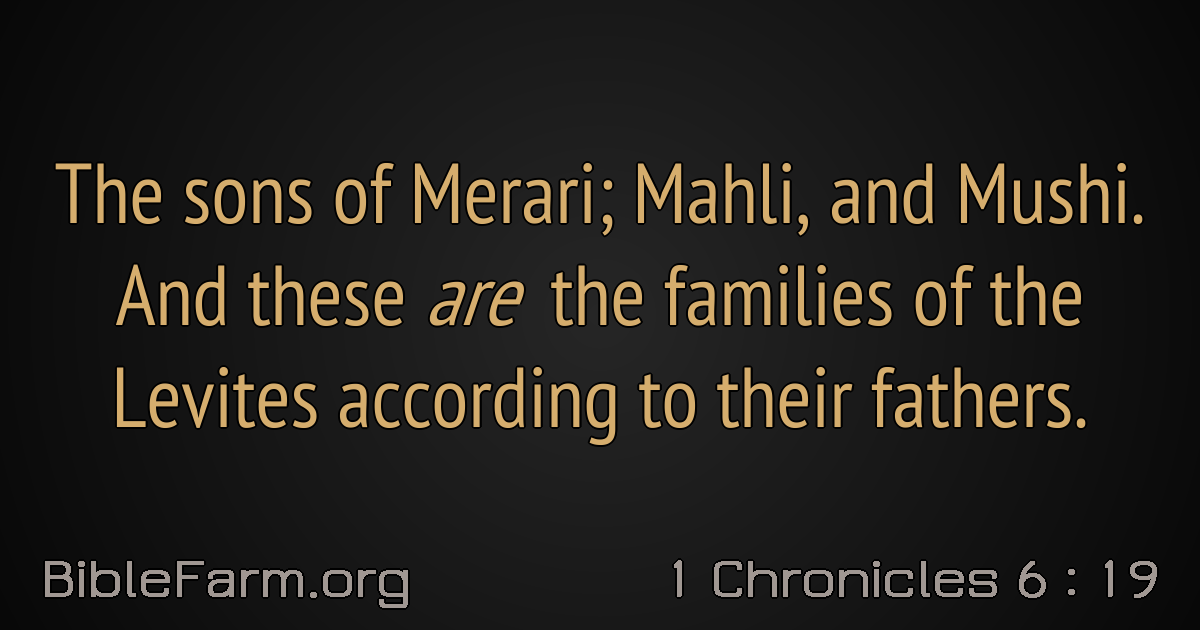 The sons of Merari; Mahli, and Mushi.
And these are the families of the
Levites according to their fathers.
BibleFarm.org
1 Chronicles 6 : 19